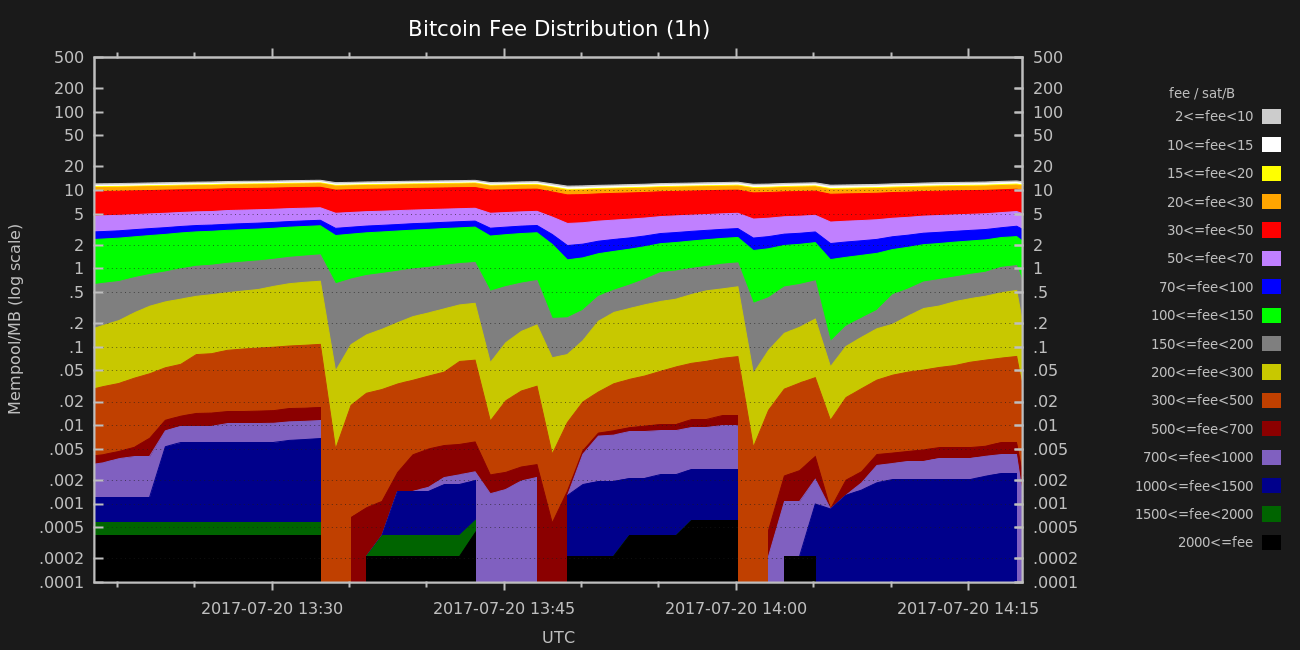 Bitcoin Fee Distribution (1h)
Mempool/MB (log scale)
500
200
100
50
20
10
5
2
1
.5
.2
.1
.05
.02
.01
.005
.002
.001
.0005
.0002
.0001
500
200
100
50
20
10
5
2
1
.5
.2
.1
.05
.02
.01
.005
.002
.001
.0005
.0002
.0001
2017-07-20 13:30
2017-07-20 13:45
2017-07-20 14:00
2017-07-20 14:15
UTC
fee / sat/B
2<=fee<10
10<=fee<15
15<=fee<20
20<=fee<30
30<=fee<50
50<=fee<70
70<=fee<100
100<=fee<150
150<=fee<200
200<=fee<300
300<=fee<500
500<=fee<700
700<=fee<1000
1000<=fee<1500
1500<=fee<2000
2000<=fee